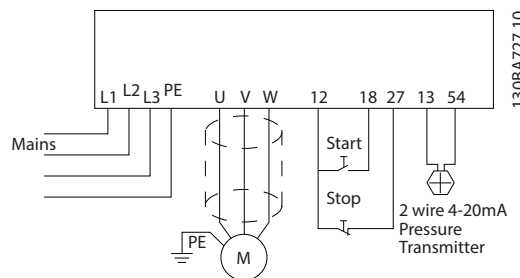 130BA727.10
L1 L2 L3 PE U V W 12 18 27 13 54
Mains
Start
Stop
PE
M
2 wire 4-20mA
Pressure
Transmitter